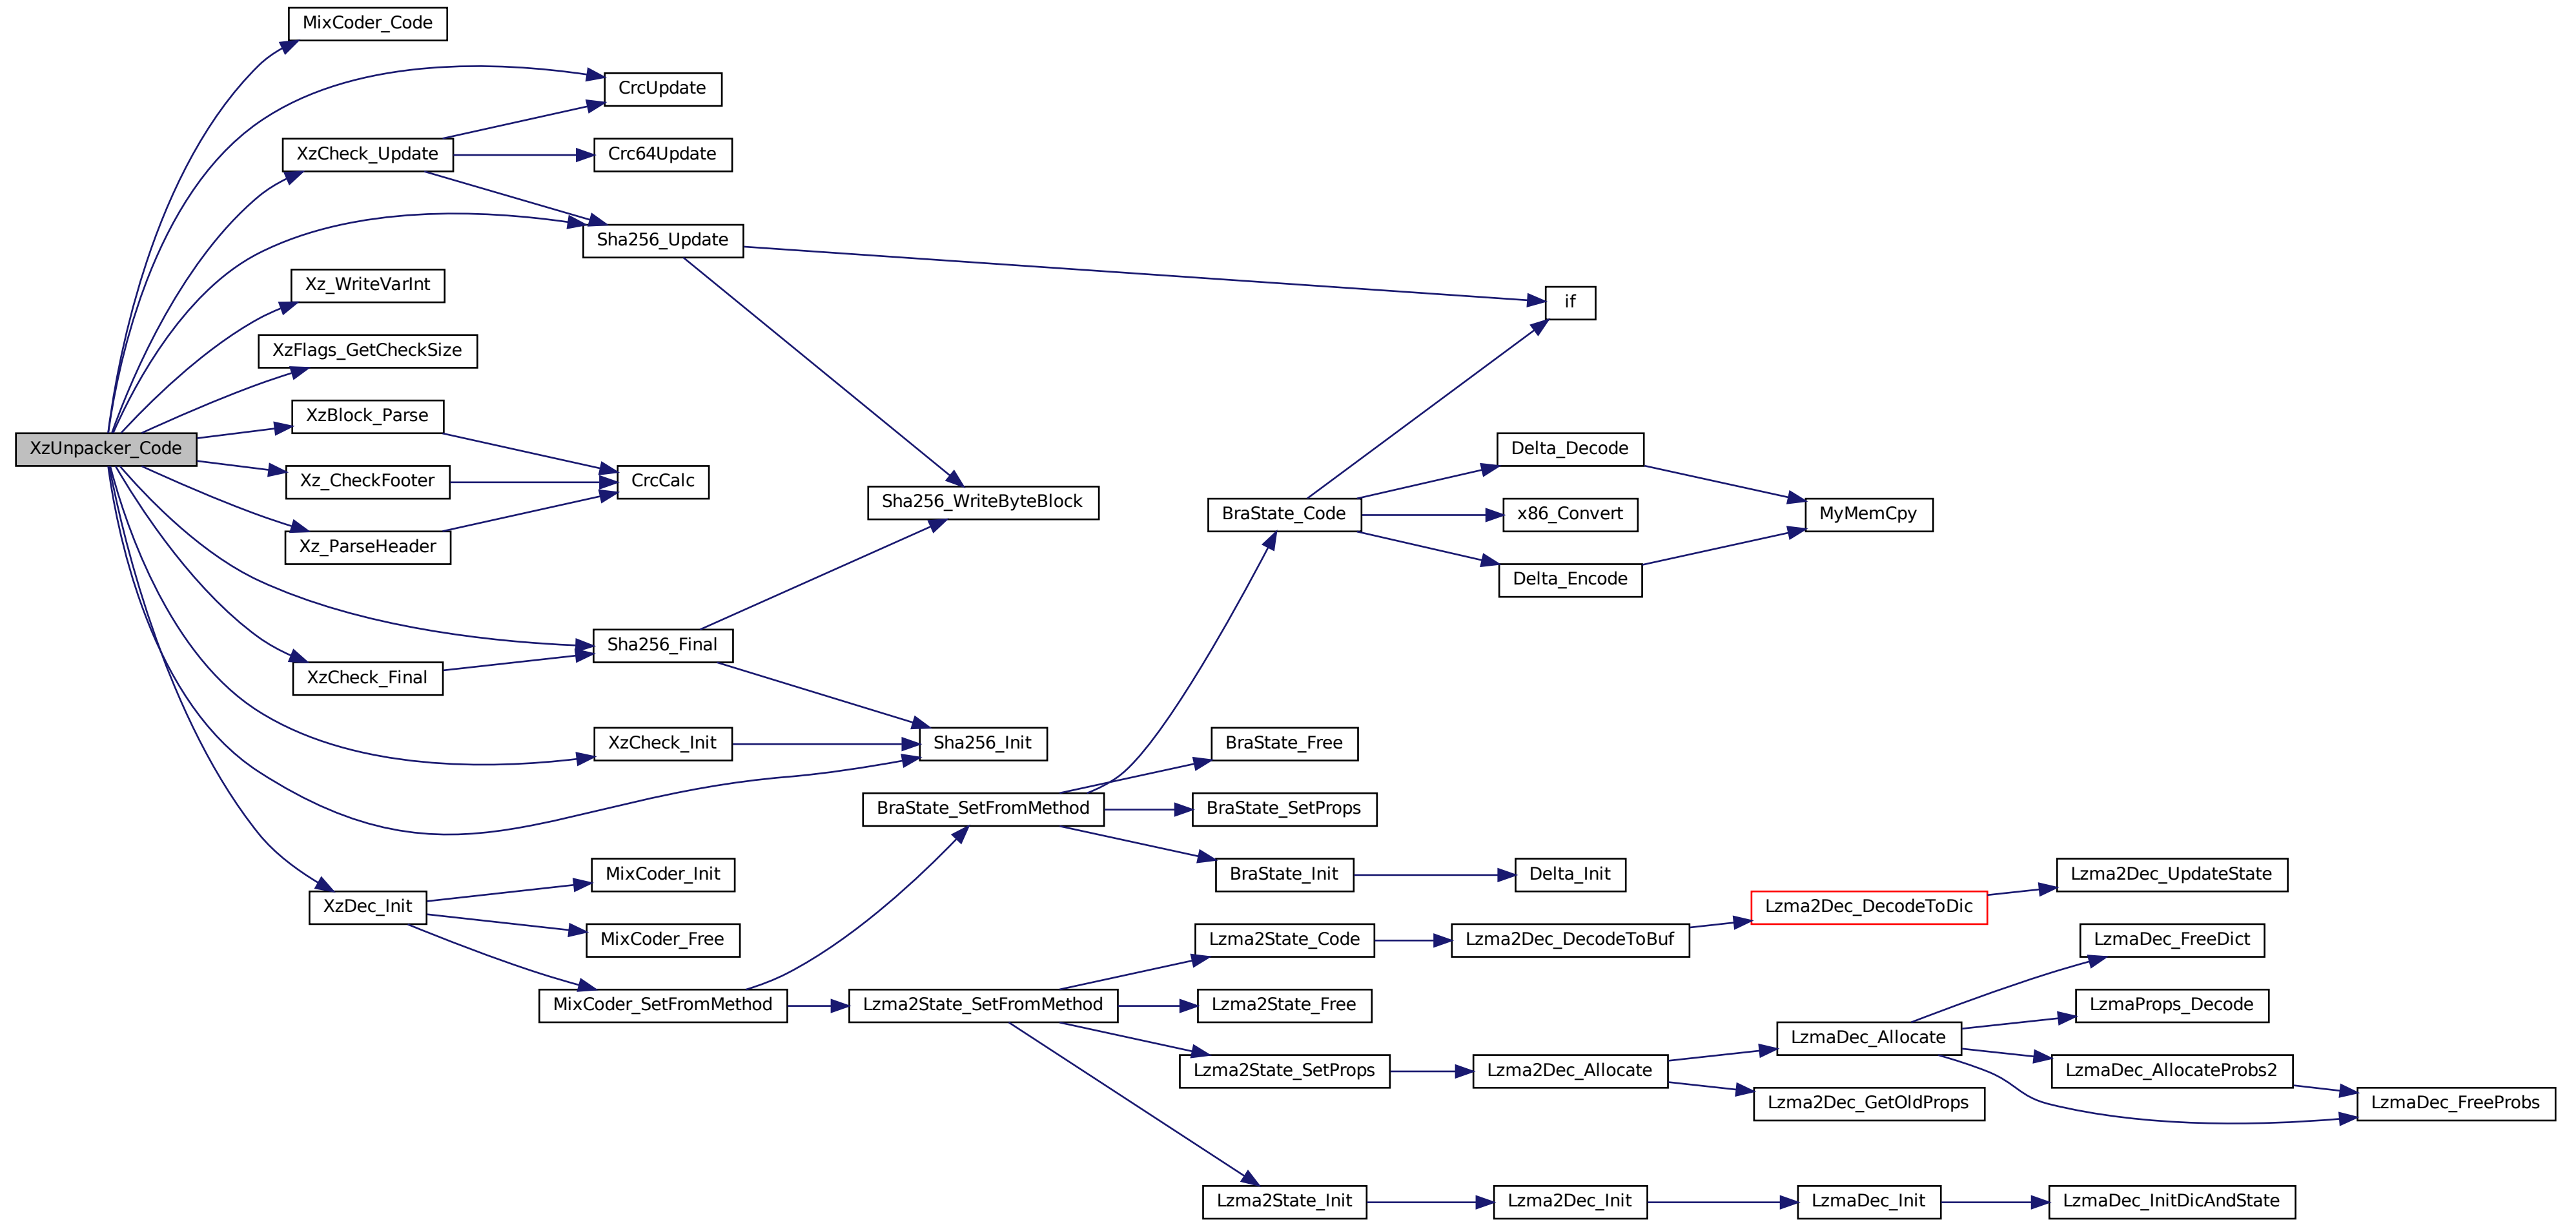 MixCoder_Code
CrcUpdate
XzCheck_Update
Crc64Update
Sha256_Update
Xz_WriteVarInt
if
XzFlags_GetCheckSize
XzBlock_Parse
XzUnpacker_Code
Delta_Decode
Xz_CheckFooter
CrcCalc
Sha256_WriteByteBlock
BraState_Code
x86_Convert
MyMemCpy
Xz_ParseHeader
Delta_Encode
Sha256_Final
XzCheck_Final
XzCheck_Init
Sha256_Init
BraState_Free
BraState_SetFromMethod
BraState_SetProps
MixCoder_Init
BraState_Init
Delta_Init
Lzma2Dec_UpdateState
XzDec_Init
Lzma2Dec_DecodeToDic
MixCoder_Free
Lzma2State_Code
Lzma2Dec_DecodeToBuf
LzmaDec_FreeDict
MixCoder_SetFromMethod
Lzma2State_SetFromMethod
Lzma2State_Free
LzmaProps_Decode
LzmaDec_Allocate
Lzma2State_SetProps
Lzma2Dec_Allocate
LzmaDec_AllocateProbs2
Lzma2Dec_GetOldProps
LzmaDec_FreeProbs
Lzma2State_Init
Lzma2Dec_Init
LzmaDec_Init
LzmaDec_InitDicAndState